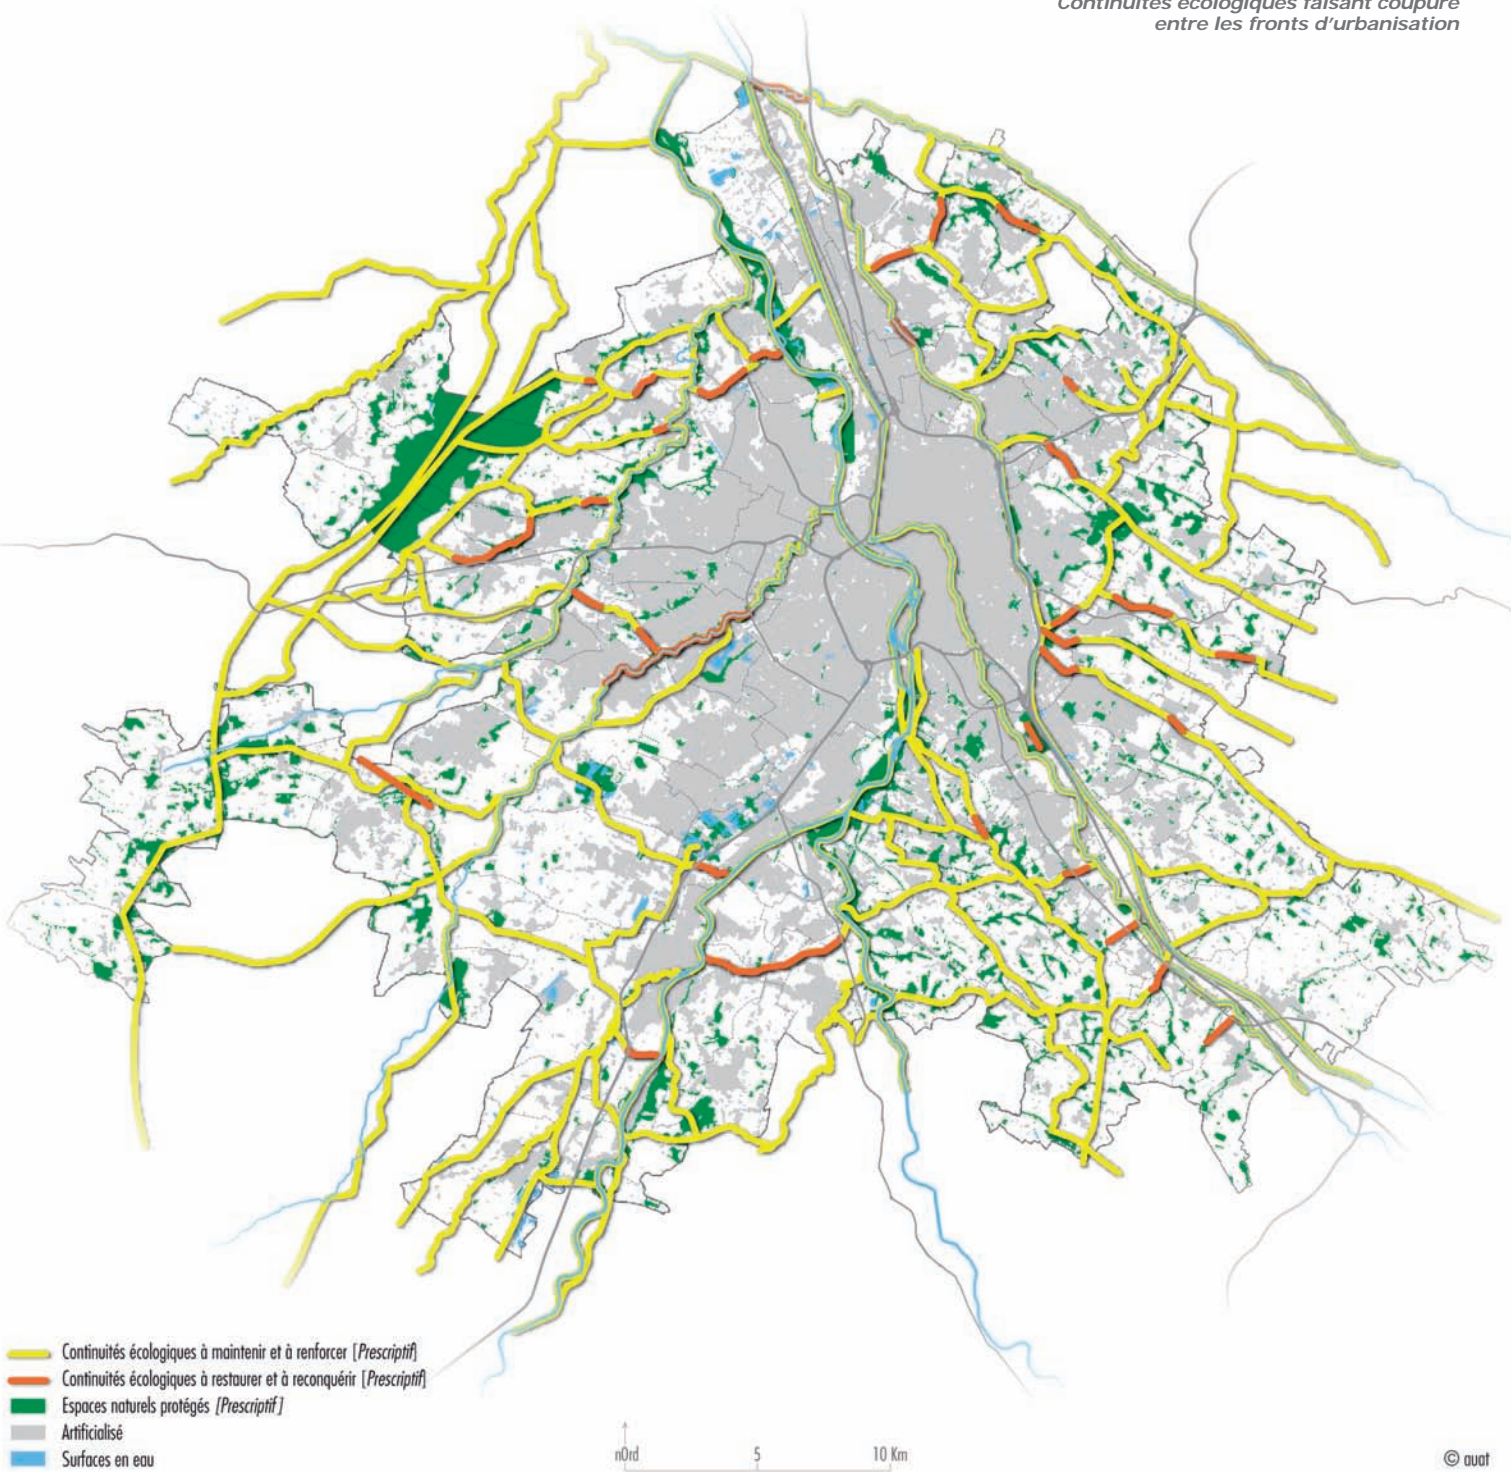 Continuités écologiques faisant coupure
entre les fronts d'urbanisation
Continuités écologiques à maintenir et à renforcer [Prescriptif]
Continuités écologiques à restaurer et à reconquérir [Prescriptif]
Espaces naturels protégés [Prescriptif]
Artificialisé
Surfaces en eau
nOrd 5 10 Km
© auat